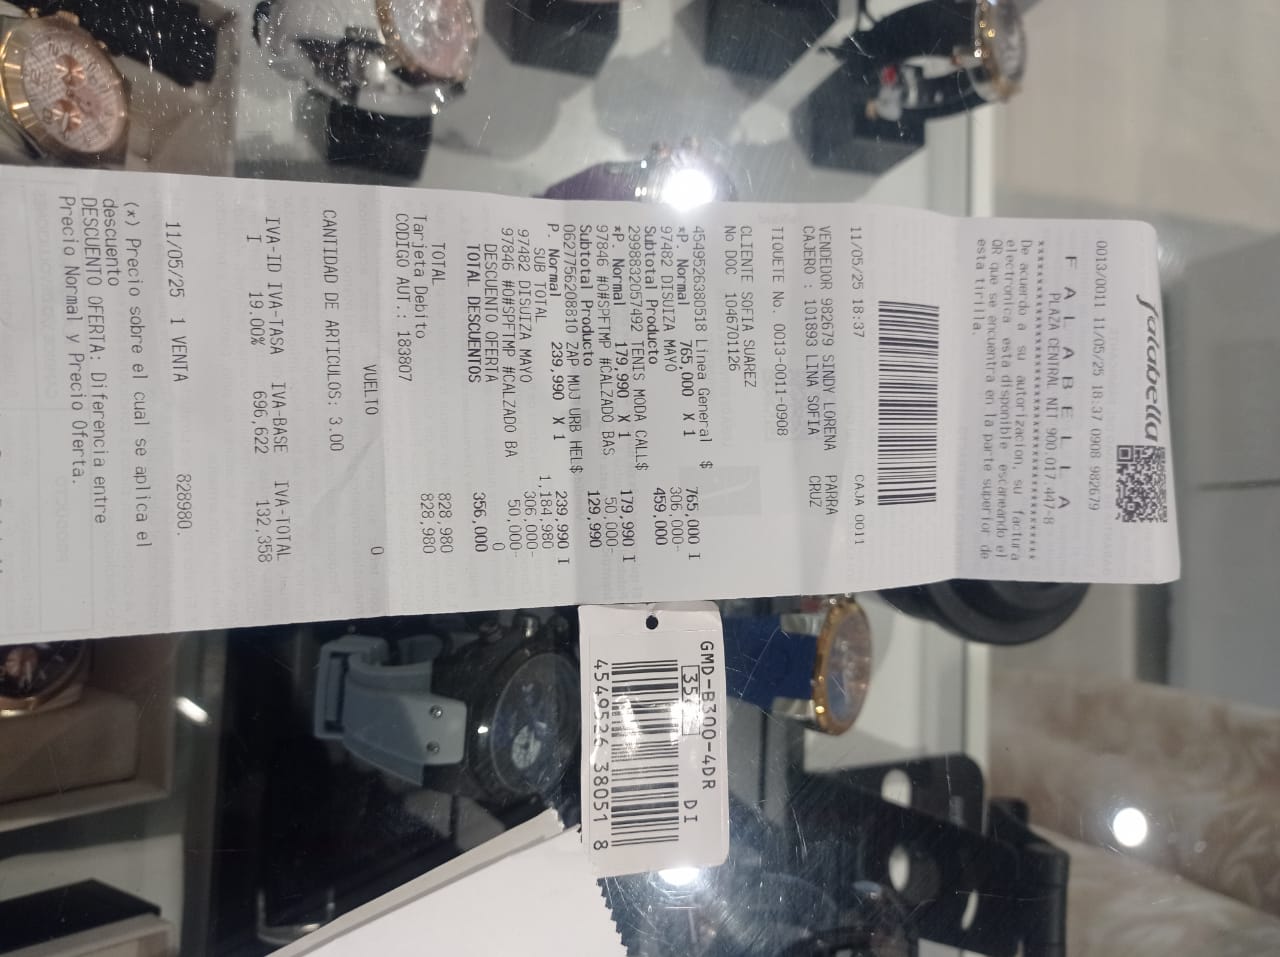 falabella
0013/0011 11/05/25 18:37 0908 982679
F A L A B E L L A
PLAZA CENTRAL NIT 900.017.447-8
************************************
De acuerdo a su autorizacion, su factura
electronica esta disponible escaneando el
QR que se encuentra en la parte superior de
esta tirilla.
11/05/25 18:37 CAJA 0011
VENDEDOR 982679 SINDY LORENA PARRA
CAJERO : 101893 LINA SOFIA CRUZ
TIQUETE No. 0013-0011-0908
CLIENTE SOFIA SUAREZ
No DOC 1046701126
4549526380518 Linea General $ 765,000 I
*P. Normal 765,000 X 1
97482 DISUIZA MAYO 306,000-
Subtotal Producto 459,000
2998832057492 TENIS MODA CALL$ 179,990 I
*P. Normal 179,990 X 1
97846 #O#SPFTMP #CALZADO BAS 50,000-
Subtotal Producto 129,990
0627756208810 ZAP MUJ URB HEL$ 239,990 I
P. Normal 239,990 X 1
SUB TOTAL 1,184,980
97482 DISUIZA MAYO 306,000-
97846 #O#SPFTMP #CALZADO BA 50,000-
DESCUENTO OFERTA 0
TOTAL DESCUENTOS 356,000
TOTAL 828,980
Tarjeta Debito 828,980
CODIGO AUT.: 183807
VUELTO 0
CANTIDAD DE ARTICULOS: 3.00
IVA-ID IVA-TASA IVA-BASE IVA-TOTAL
I 19.00% 696,622 132,358
11/05/25 1 VENTA 828980.
(*) Precio sobre el cual se aplica el
descuento
DESCUENTO OFERTA: Diferencia entre
Precio Normal y Precio Oferta.
GMD-B300-4DR
DI
4549526 38051 8